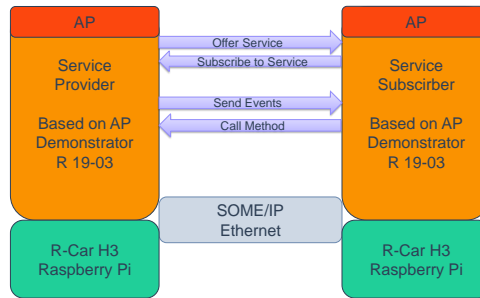 AP
Service
Provider
Based on AP
Demonstrator
R 19-03
R-Car H3
Raspberry Pi
Offer Service
Subscribe to Service
Send Events
Call Method
SOME/IP
Ethernet
AP
Service
Subscirber
Based on AP
Demonstrator
R 19-03
R-Car H3
Raspberry Pi